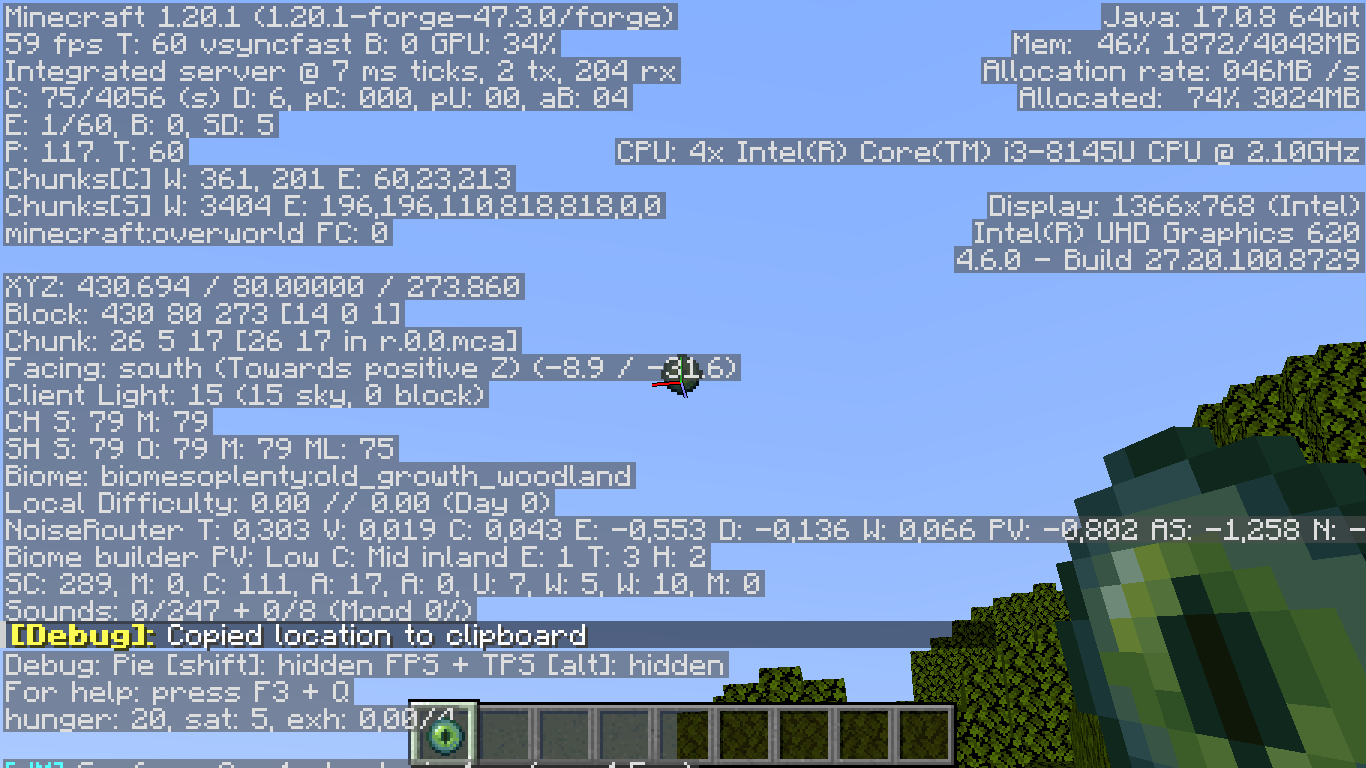 Minecraft 1.20.1 (1.20.1-forge-47.3.0/forge)
59 fps T: 60 vsyncfast B: 0 GPU: 34%
Integrated server @ 7 ms ticks, 2 tx, 204 rx
C: 75/4056 (s) D: 6, pC: 000, pU: 00, aB: 04
E: 1/60, B: 0, SD: 5
P: 117. T: 60
Chunks[C] W: 361, 201 E: 60,23,213
Chunks[S] W: 3404 E: 196,196,110,818,818,0,0
minecraft:overworld FC: 0
XYZ: 430.694 / 80.00000 / 273.860
Block: 430 80 273 [14 0 1]
Chunk: 26 5 17 [26 17 in r.0.0.mca]
Facing: south (Towards positive Z) (-8.9 / -31.6)
Client Light: 15 (15 sky, 0 block)
CH S: 79 M: 79
SH S: 79 O: 79 M: 79 ML: 75
Biome: biomesoplenty:old_growth_woodland
Local Difficulty: 0.00 // 0.00 (Day 0)
NoiseRouter T: 0,303 V: 0,019 C: 0,043 E: -0,553 D: -0,136 W: 0,066 PV: -0,802 AS: -1,258 N: -
Biome builder PV: Low C: Mid inland E: 1 T: 3 H: 2
SC: 289, M: 0, C: 111, A: 17, A: 0, U: 7, W: 5, W: 10, M: 0
Sounds: 0/247 + 0/8 (Mood 0%)
[Debug]: Copied location to clipboard
Debug: Pie [shift]: hidden FPS + TPS [alt]: hidden
For help: press F3 + Q
hunger: 20, sat: 5, exh: 0,00/4
Java: 17.0.8 64bit
Mem: 46% 1872/4048MB
Allocation rate: 046MB /s
Allocated: 74% 3024MB
CPU: 4x Intel(R) Core(TM) i3-8145U CPU @ 2.10GHz
Display: 1366x768 (Intel)
Intel(R) UHD Graphics 620
4.6.0 - Build 27.20.100.8729